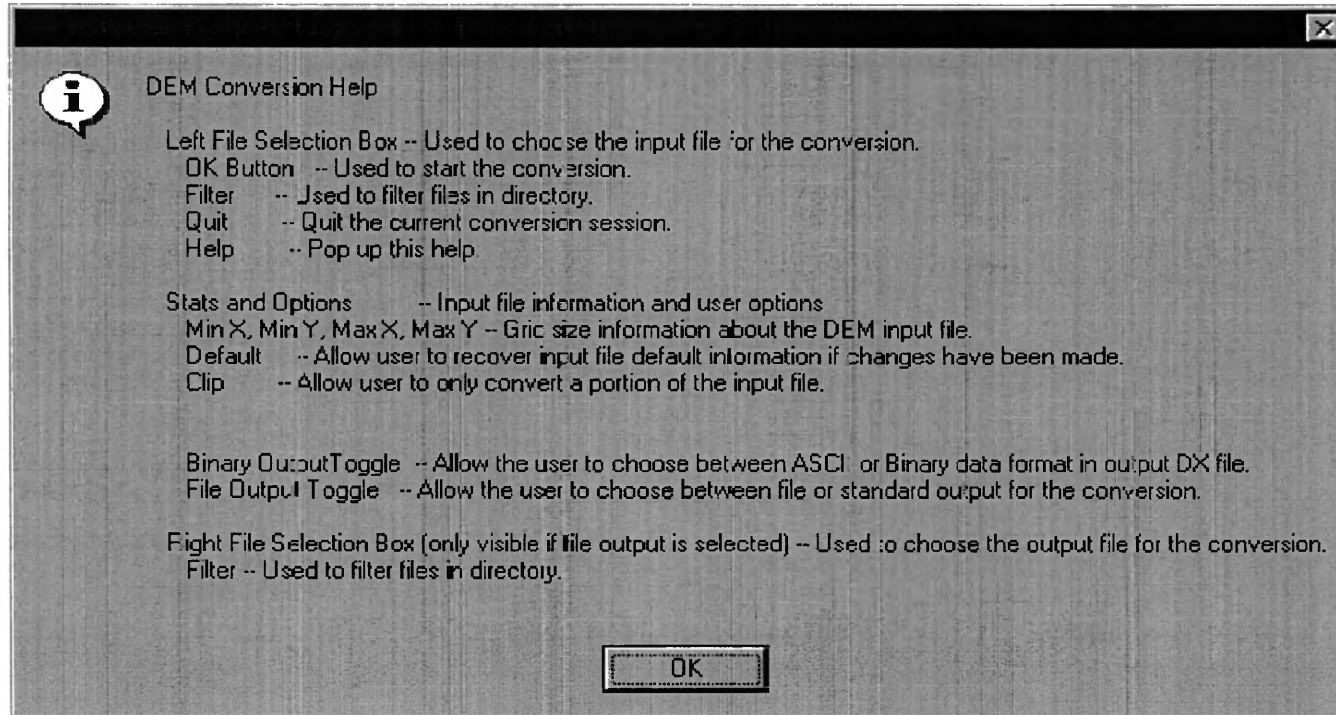 DEM Conversion Help
Left File Selection Box -- Used to choose the input file for the conversion.
OK Button -- Used to start the conversion.
Filter -- Used to filter files in directory.
Quit -- Quit the current conversion session.
Help -- Pop up this help.
Stats and Options -- Input file information and user options
Min X, Min Y, Max X, Max Y -- Grid size information about the DEM input file.
Default -- Allow user to recover input file default information if changes have been made.
Clip -- Allow user to only convert a portion of the input file.
Binary OutputToggle -- Allow the user to choose between ASCII or Binary data format in output DX file.
File Output Toggle -- Allow the user to choose between file or standard output for the conversion.
Right File Selection Box (only visible if file output is selected) -- Used to choose the output file for the conversion.
Filter -- Used to filter files in directory.
OK